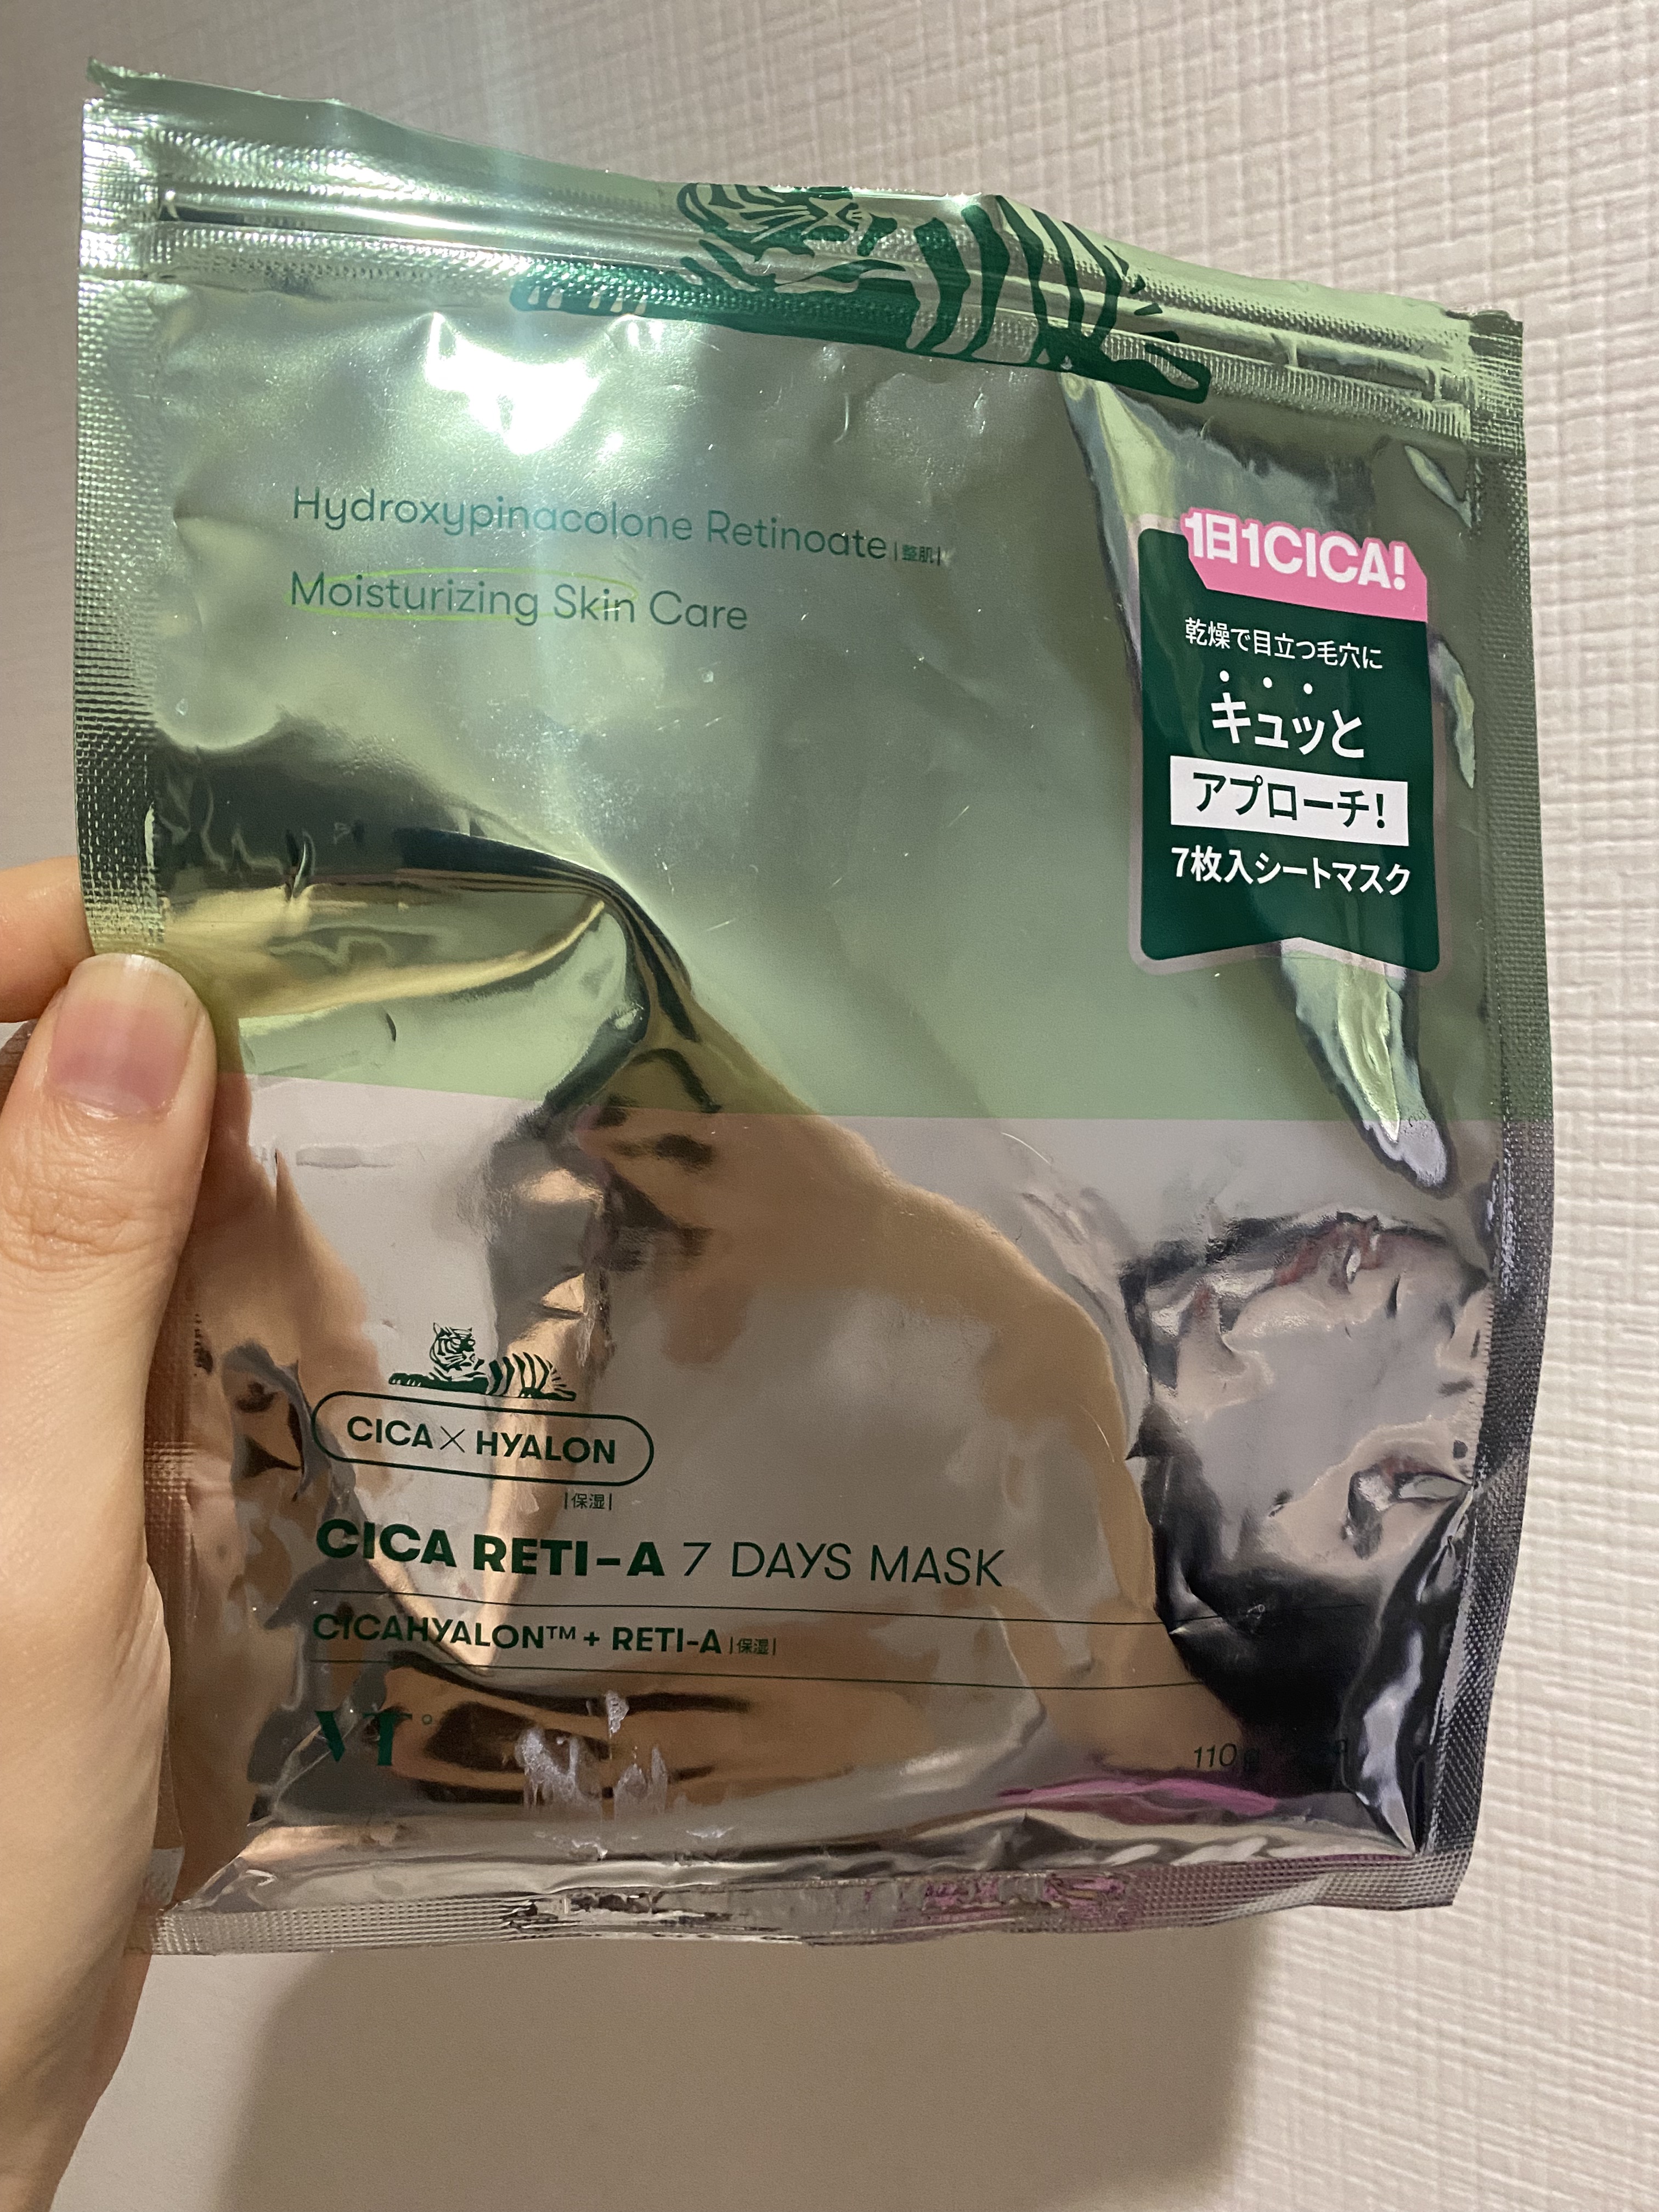 Hydroxypinacolone Retinoate |整肌|
Moisturizing Skin Care
1日1CICA!
乾燥で目立つ毛穴に
キュッと
アプローチ!
7枚入シートマスク
CICA×HYALON
|保湿|
CICA RETI-A 7 DAYS MASK
CICAHYALON™+ RETI-A |保湿|
VT
110